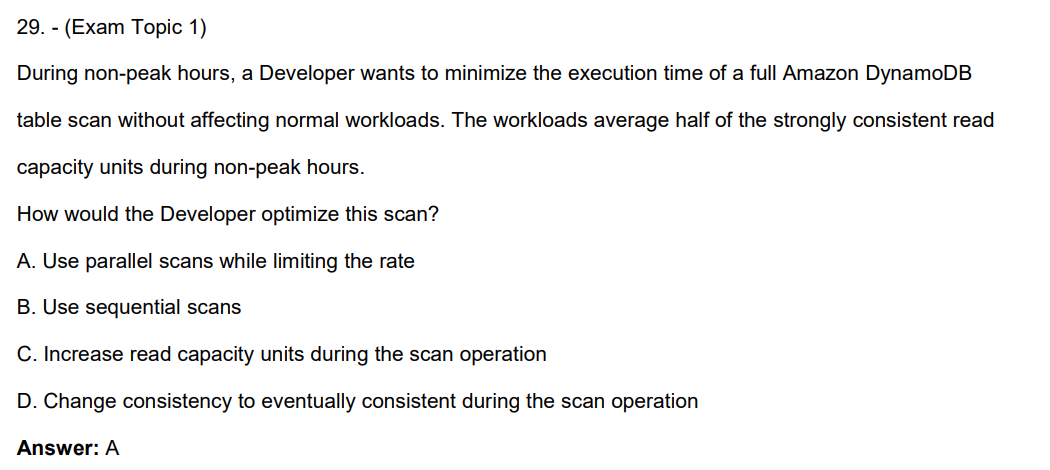 29. - (Exam Topic 1)
During non-peak hours, a Developer wants to minimize the execution time of a full Amazon DynamoDB
table scan without affecting normal workloads. The workloads average half of the strongly consistent read
capacity units during non-peak hours.
How would the Developer optimize this scan?
A. Use parallel scans while limiting the rate
B. Use sequential scans
C. Increase read capacity units during the scan operation
D. Change consistency to eventually consistent during the scan operation
Answer: A